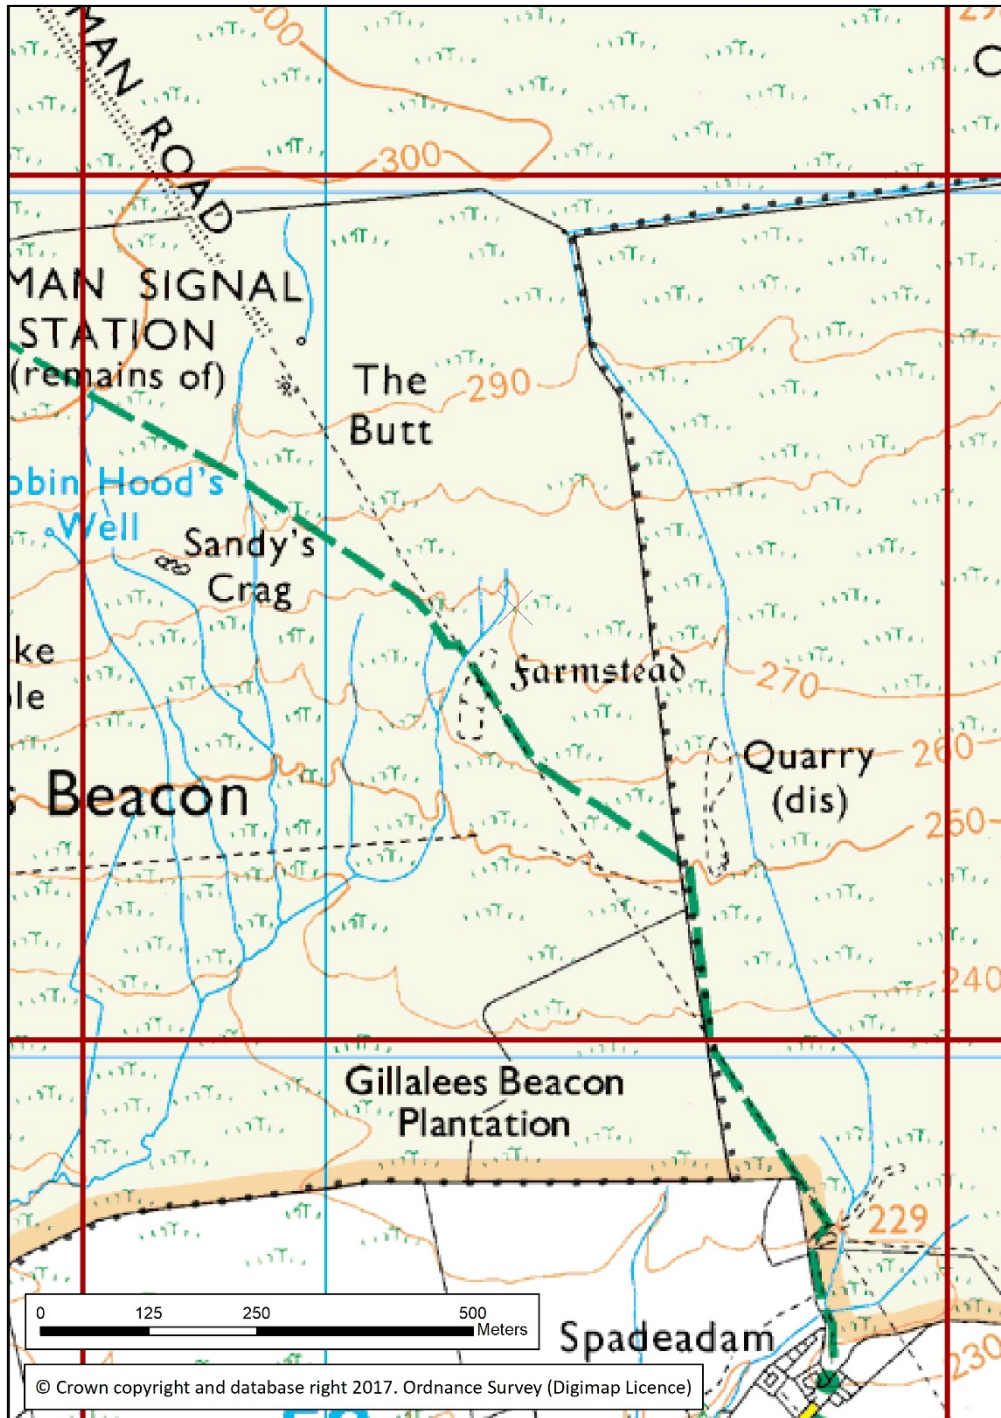 MAN ROAD
300
300
MAN SIGNAL
STATION
(remains of)
The
Butt
290
obin Hood's
Well
Sandy's
Crag
ke
Farmstead
270
Quarry
(dis)
260
s Beacon
250
240
Gillalees Beacon
Plantation
229
0 125 250 500
Meters
Spadeadam
230
© Crown copyright and database right 2017. Ordnance Survey (Digimap Licence)